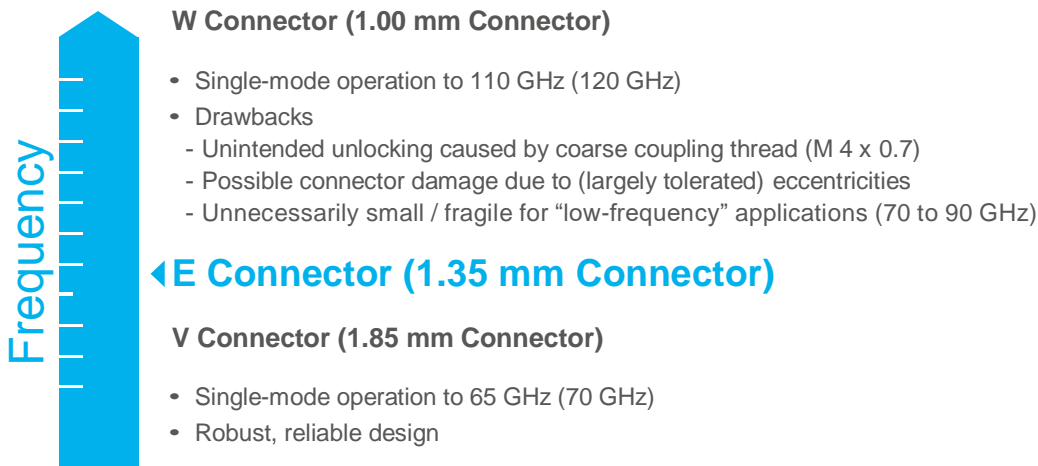 W Connector (1.00 mm Connector)
• Single-mode operation to 110 GHz (120 GHz)
• Drawbacks
- Unintended unlocking caused by coarse coupling thread (M 4 x 0.7)
- Possible connector damage due to (largely tolerated) eccentricities
- Unnecessarily small / fragile for “low-frequency” applications (70 to 90 GHz)
Frequency
E Connector (1.35 mm Connector)
V Connector (1.85 mm Connector)
• Single-mode operation to 65 GHz (70 GHz)
• Robust, reliable design